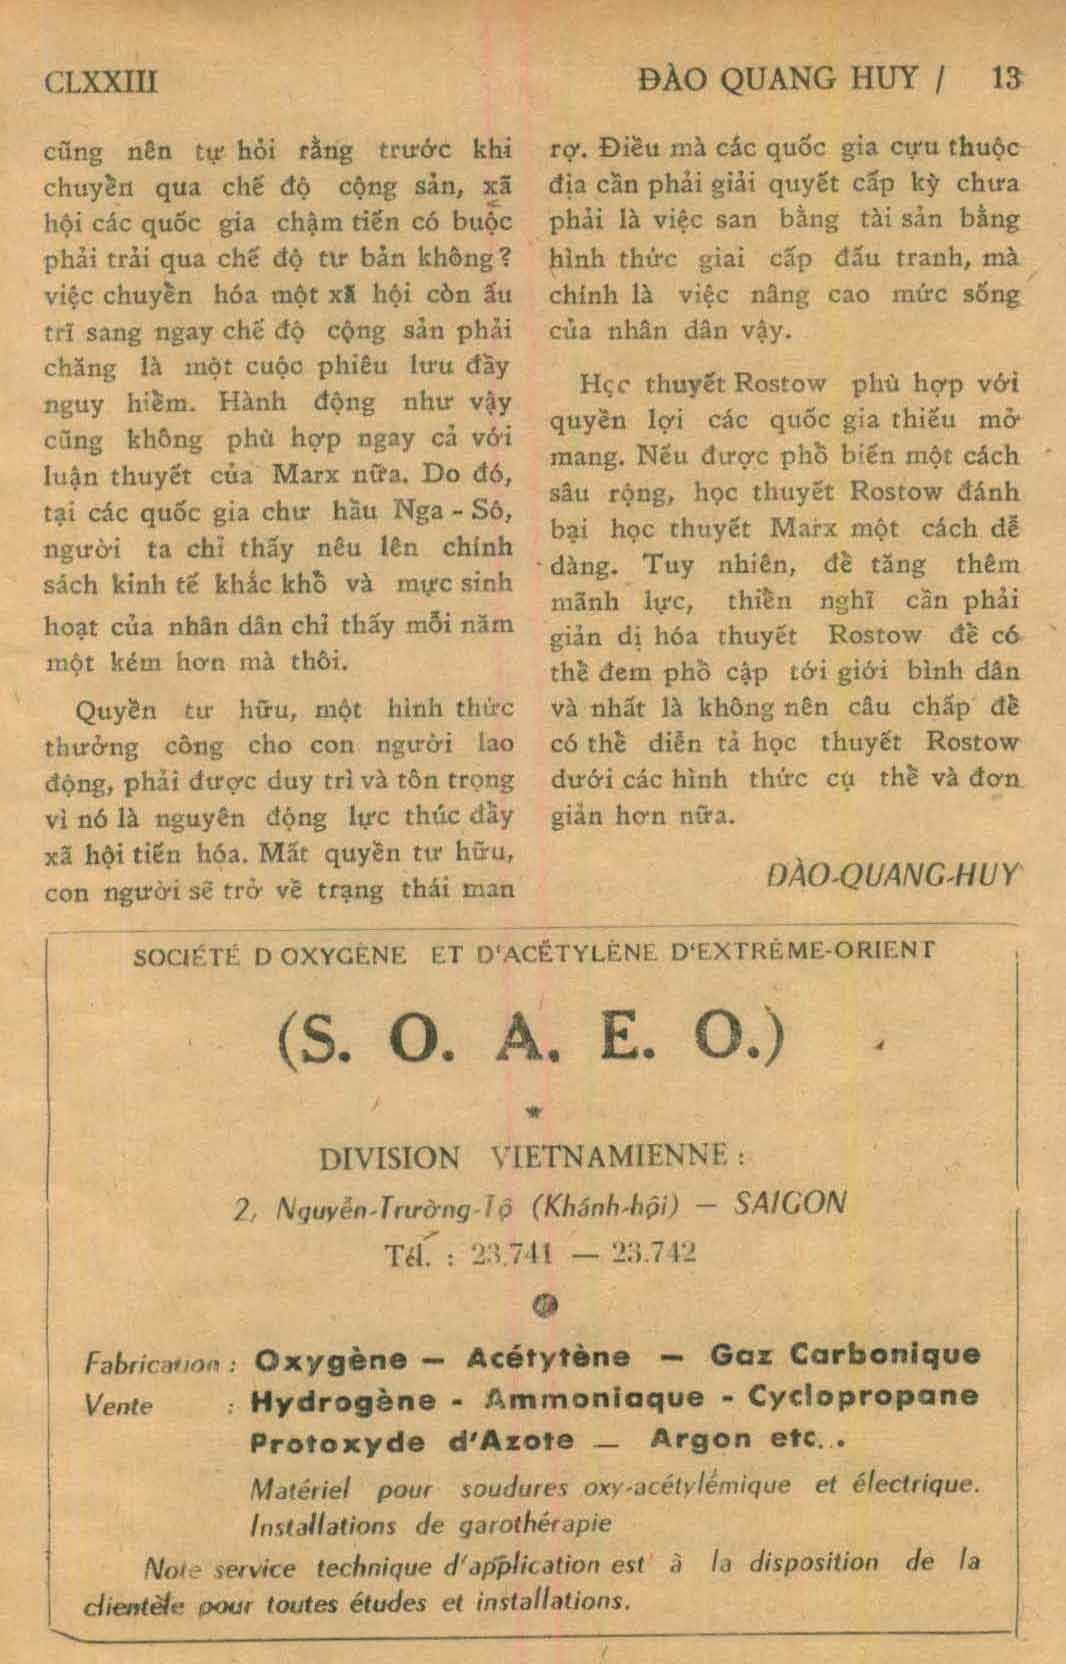 CLXXIII
ĐÀO QUANG HUY / 13
cũng nên tự hỏi rằng trước khi
chuyển qua chế độ cộng sản, xã
hội các quốc gia chậm tiến có buộc
phải trải qua chế độ tư bản không?
việc chuyển hóa một xã hội còn ấu
trĩ sang ngay chế độ cộng sản phải
chăng là một cuộc phiêu lưu đầy
nguy hiểm. Hành động như vậy
cũng không phù hợp ngay cả với
luận thuyết của Marx nữa. Do đó,
tại các quốc gia chư hầu Nga - Sô,
người ta chỉ thấy nêu lên chính
sách kinh tế khắc khổ và mực sinh
hoạt của nhân dân chỉ thấy mỗi năm
một kém hơn mà thôi.
Quyền tư hữu, một hình thức
thưởng công cho con người lao
động, phải được duy trì và tôn trọng
vì nó là nguyên động lực thúc đẩy
xã hội tiến hóa. Mất quyền tư hữu,
con người sẽ trở về trạng thái man
rợ. Điều mà các quốc gia cựu thuộc
địa cần phải giải quyết cấp kỳ chưa
phải là việc san bằng tài sản bằng
hình thức giai cấp đấu tranh, mà
chính là việc nâng cao mức sống
của nhân dân vậy.
Học thuyết Rostow phù hợp với
quyền lợi các quốc gia thiếu mở
mang. Nếu được phổ biến một cách
sâu rộng, học thuyết Rostow đánh
bại học thuyết Marx một cách dễ
dàng. Tuy nhiên, để tăng thêm
mãnh lực, thiển nghĩ cần phải
giản dị hóa thuyết Rostow để có
thể đem phổ cập tới giới bình dân
và nhất là không nên câu chấp để
có thể diễn tả học thuyết Rostow
dưới các hình thức cụ thể và đơn
giản hơn nữa.
ĐÀO-QUANG-HUY
SOCIÉTÉ D OXYGÈNE ET D'ACÉTYLÈNE D'EXTRÊME-ORIENT
(S. O. A. E. O.)
*
DIVISION VIETNAMIENNE :
2, Nguyễn-Trường-Tộ (Khánh-hội) — SAIGON
Tél. : 23.741 — 23.742
Fabrication : Oxygène — Acétytène — Gaz Carbonique
Vente : Hydrogène - Ammoniaque - Cyclopropane
Protoxyde d'Azote — Argon etc..
Matériel pour soudures oxy-acétylémique et électrique.
Installations de garothérapie
Note service technique d'application est à la disposition de la
clientèle pour toutes études et installations.